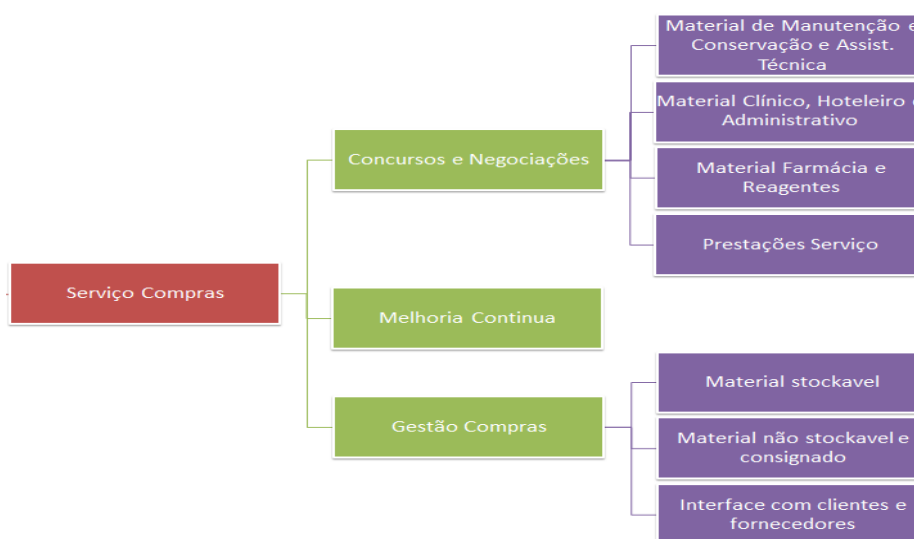 Material de Manutenção e
Conservação e Assist.
Técnica
Material Clínico, Hoteleiro e
Administrativo
Concursos e Negociações
Material Farmácia e
Reagentes
Prestações Serviço
Serviço Compras
Melhoria Continua
Material stockavel
Gestão Compras
Material não stockavel e
consignado
Interface com clientes e
fornecedores